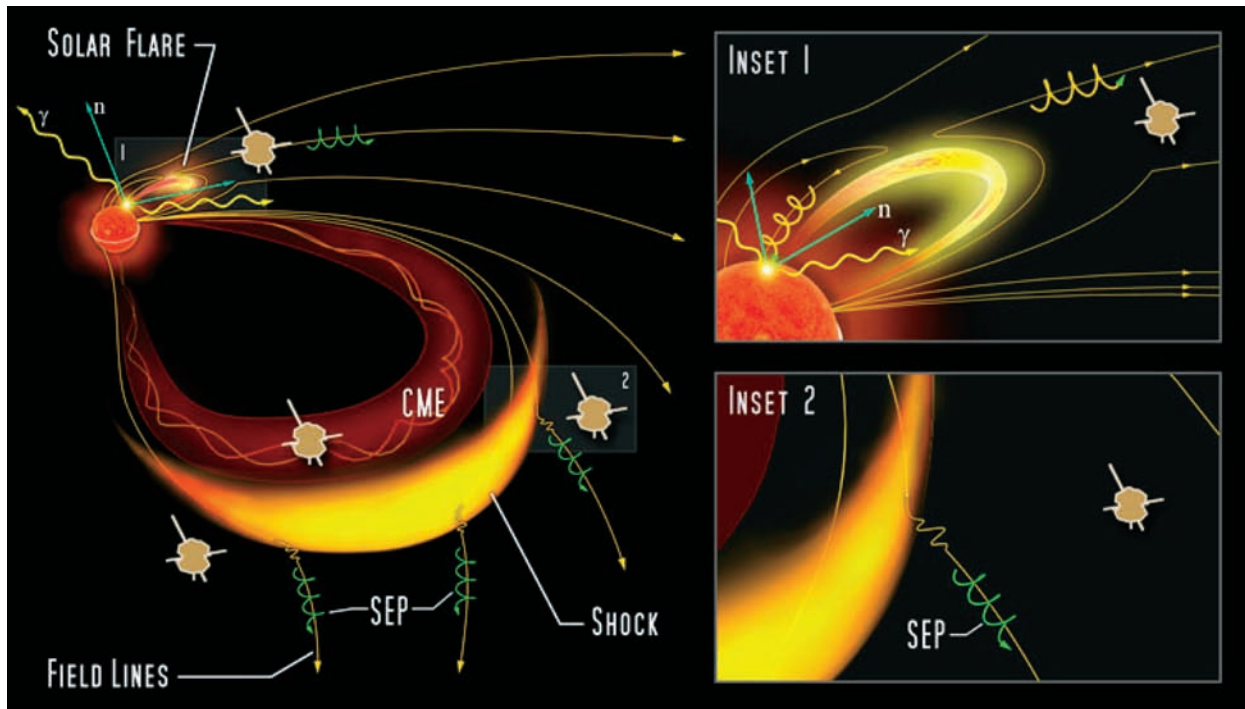 SOLAR FLARE
γ
n
1
CME
2
SEP
SHOCK
FIELD LINES
INSET 1
n
γ
INSET 2
SEP